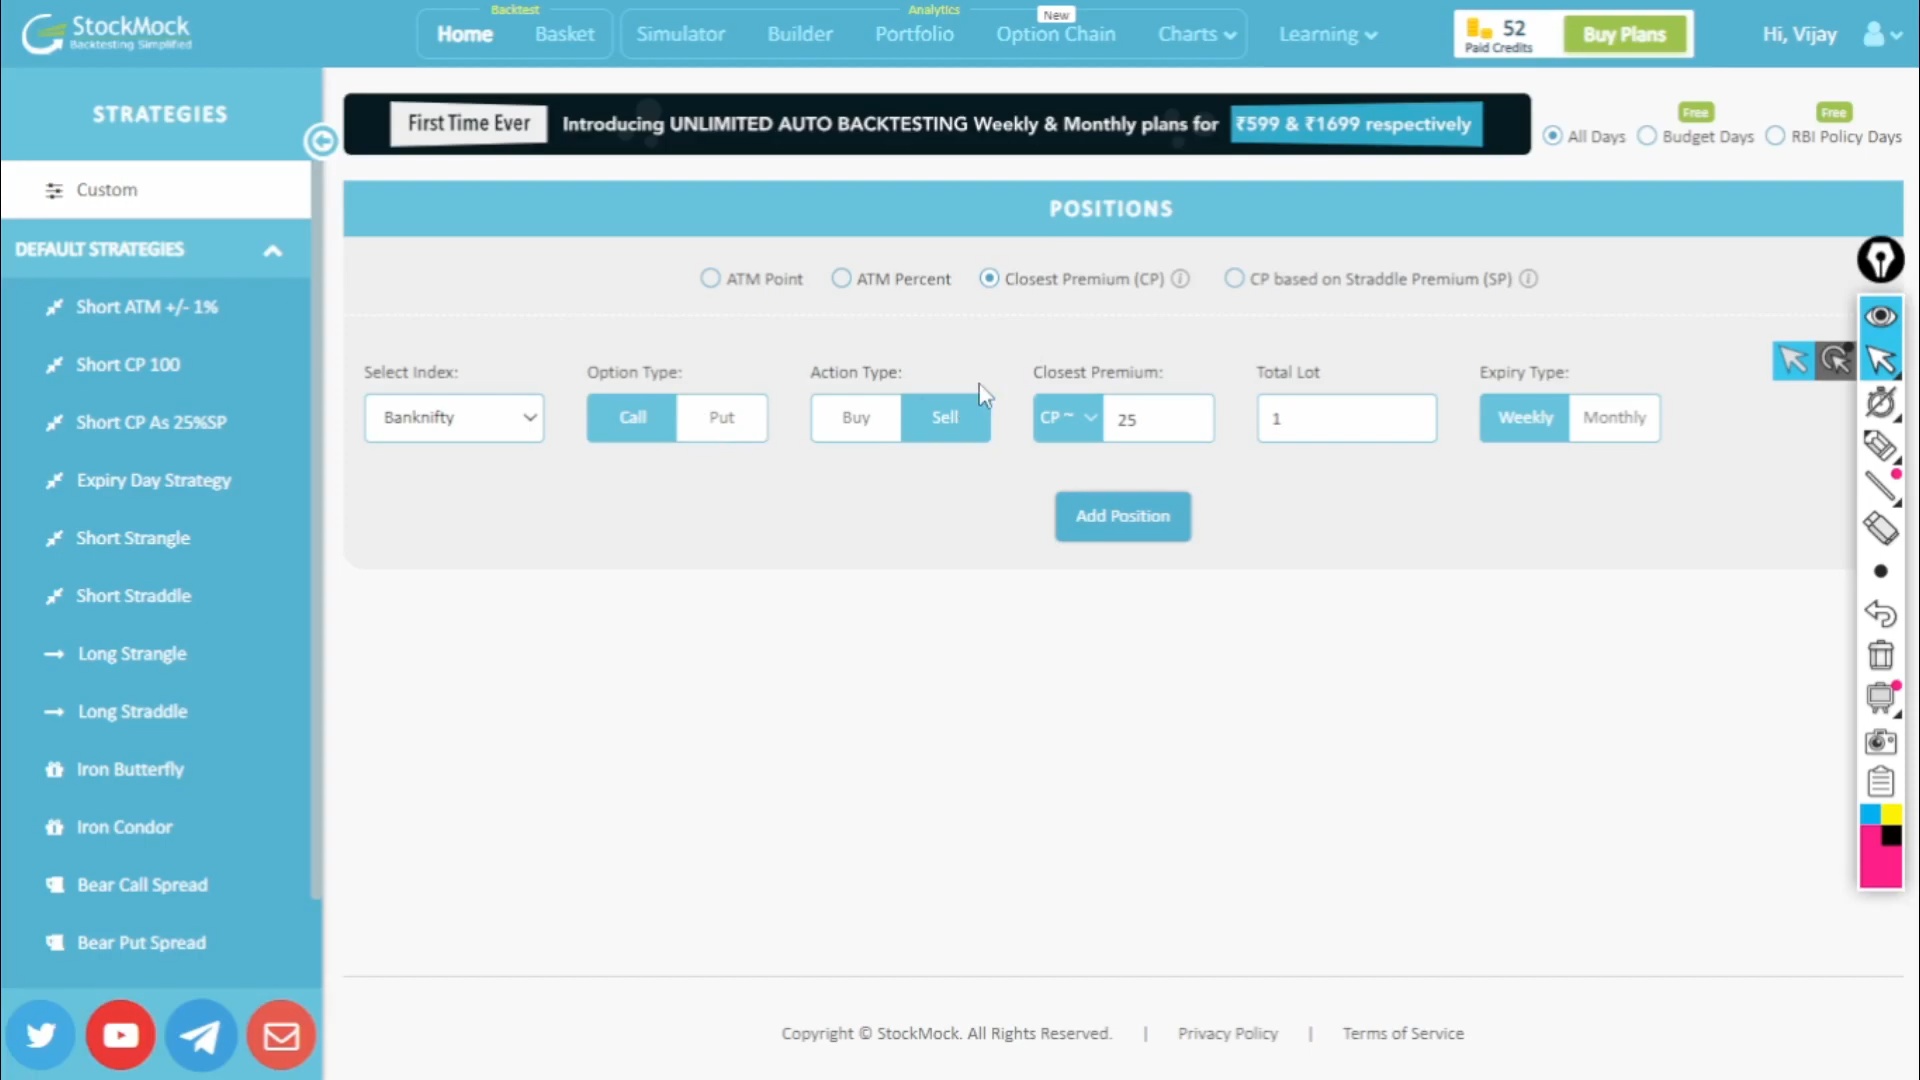 StockMock
Backtesting Simplified
Backtest
Home
Basket
Analytics
Simulator
Builder
Portfolio
New
Option Chain
Charts
Learning
52
Paid Credits
Buy Plans
Hi, Vijay
STRATEGIES
Custom
DEFAULT STRATEGIES
Short ATM +/- 1%
Short CP 100
Short CP As 25%SP
Expiry Day Strategy
Short Strangle
Short Straddle
Long Strangle
Long Straddle
Iron Butterfly
Iron Condor
Bear Call Spread
Bear Put Spread
First Time Ever Introducing UNLIMITED AUTO BACKTESTING Weekly & Monthly plans for ₹599 & ₹1699 respectively
Free
Free
All Days Budget Days RBI Policy Days
POSITIONS
ATM Point ATM Percent Closest Premium (CP) CP based on Straddle Premium (SP)
Select Index: Option Type: Action Type: Closest Premium: Total Lot Expiry Type:
Banknifty Call Put Buy Sell CP ~ 25 1 Weekly Monthly
Add Position
Copyright © StockMock. All Rights Reserved. | Privacy Policy | Terms of Service